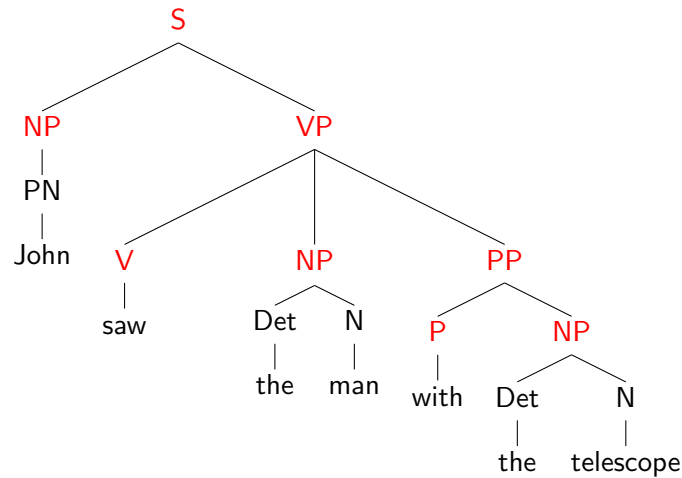 S
NP VP
PN
John V NP PP
saw Det N P NP
the man with Det N
the telescope